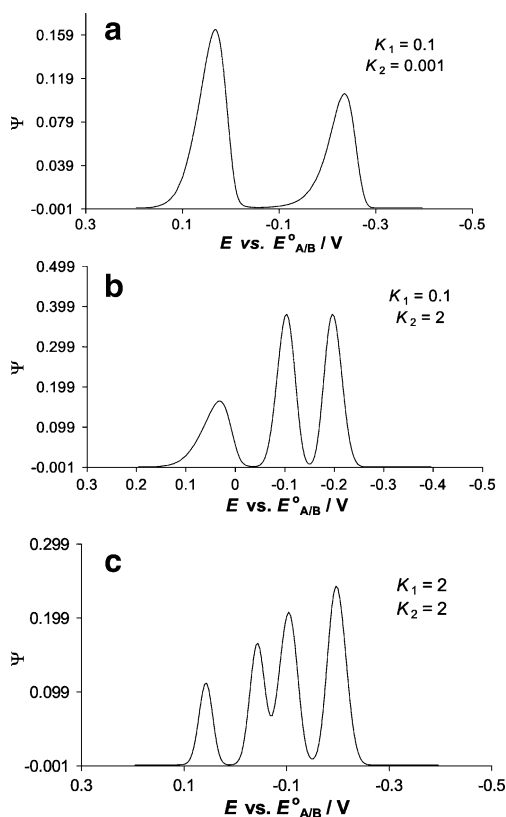 a
K1 = 0.1
K2 = 0.001
0.159
0.119
0.079
0.039
-0.001
Ψ
0.3 0.1 -0.1 -0.3 -0.5
E vs. EoA/B / V
b
K1 = 0.1
K2 = 2
0.499
0.399
0.299
0.199
0.099
-0.001
Ψ
0.3 0.2 0.1 0 -0.1 -0.2 -0.3 -0.4 -0.5
E vs. EoA/B / V
c
K1 = 2
K2 = 2
0.299
0.199
0.099
-0.001
Ψ
0.3 0.1 -0.1 -0.3 -0.5
E vs. EoA/B / V